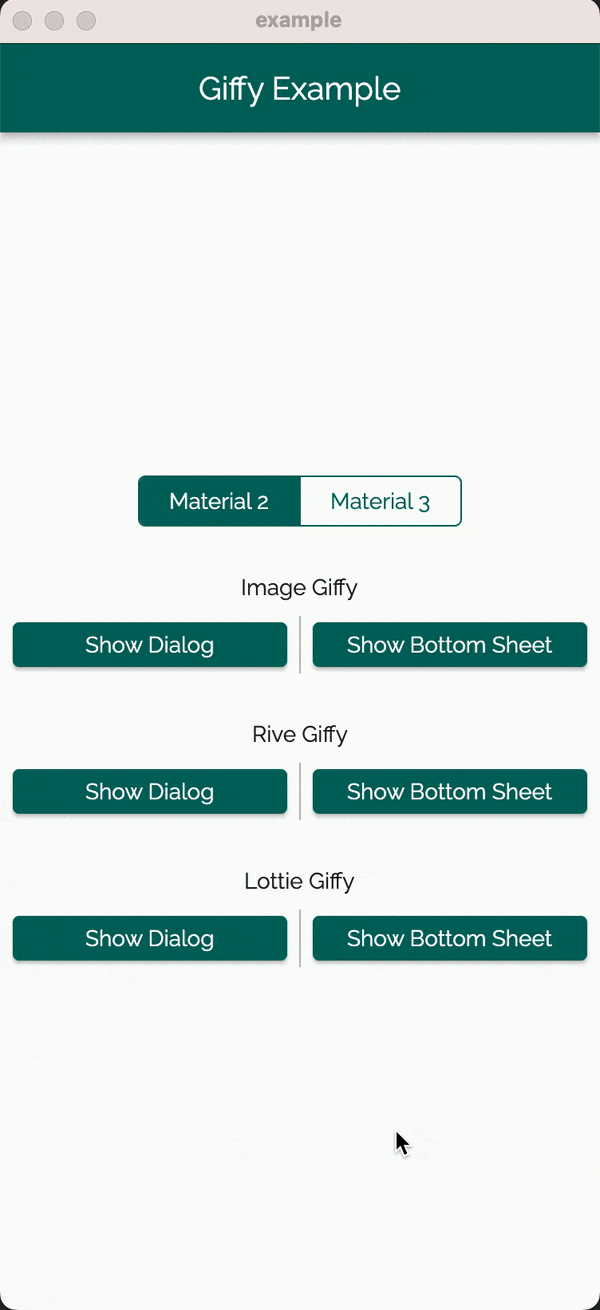 example
Giffy Example
Material 2 Material 3
Image Giffy
Show Dialog Show Bottom Sheet
Rive Giffy
Show Dialog Show Bottom Sheet
Lottie Giffy
Show Dialog Show Bottom Sheet